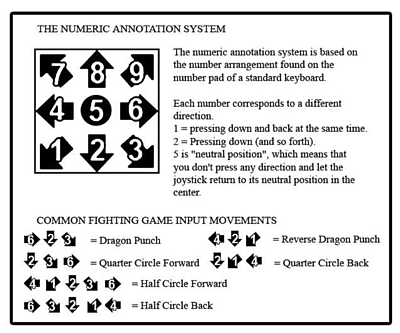 THE NUMERIC ANNOTATION SYSTEM
7 8 9
4 5 6
1 2 3
The numeric annotation system is based on
the number arrangement found on the
number pad of a standard keyboard.
Each number corresponds to a different
direction.
1 = pressing down and back at the same time.
2 = Pressing down (and so forth).
5 is "neutral position", which means that
you don't press any direction and let the
joystick return to its neutral position in the
center.
COMMON FIGHTING GAME INPUT MOVEMENTS
6 2 3 = Dragon Punch
4 2 1 = Reverse Dragon Punch
2 3 6 = Quarter Circle Forward
2 1 4 = Quarter Circle Back
4 1 2 3 6 = Half Circle Forward
6 3 2 1 4 = Half Circle Back